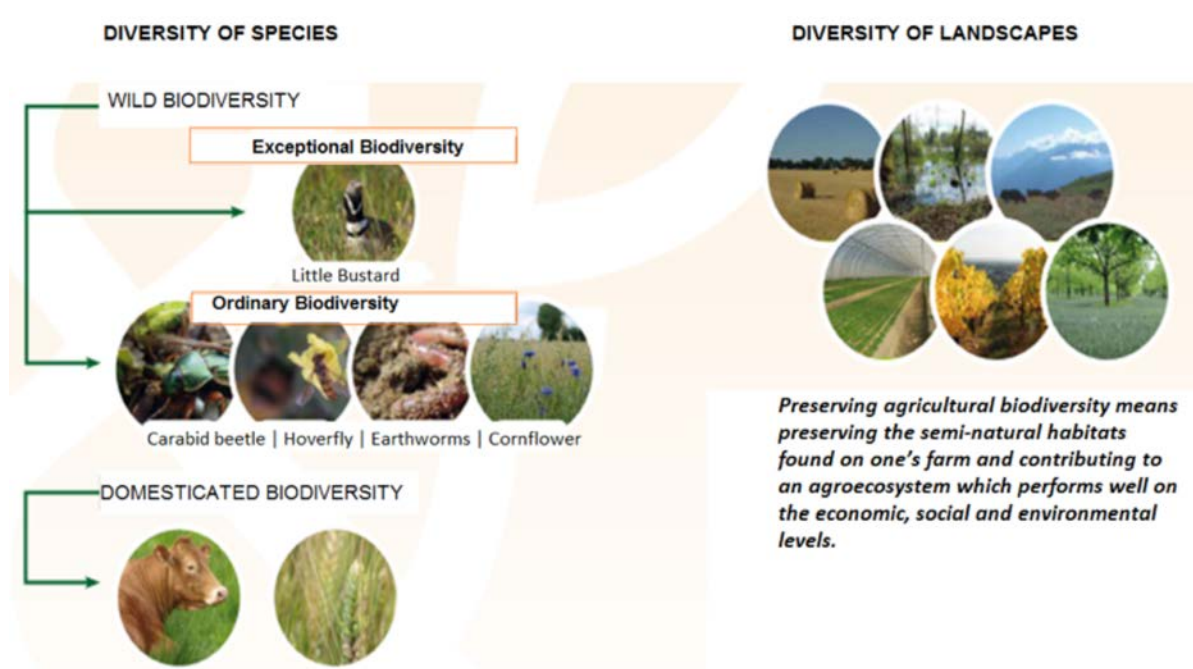 DIVERSITY OF SPECIES
WILD BIODIVERSITY
Exceptional Biodiversity
Little Bustard
Ordinary Biodiversity
Carabid beetle | Hoverfly | Earthworms | Cornflower
DOMESTICATED BIODIVERSITY
DIVERSITY OF LANDSCAPES
Preserving agricultural biodiversity means
preserving the semi-natural habitats
found on one's farm and contributing to
an agroecosystem which performs well on
the economic, social and environmental
levels.